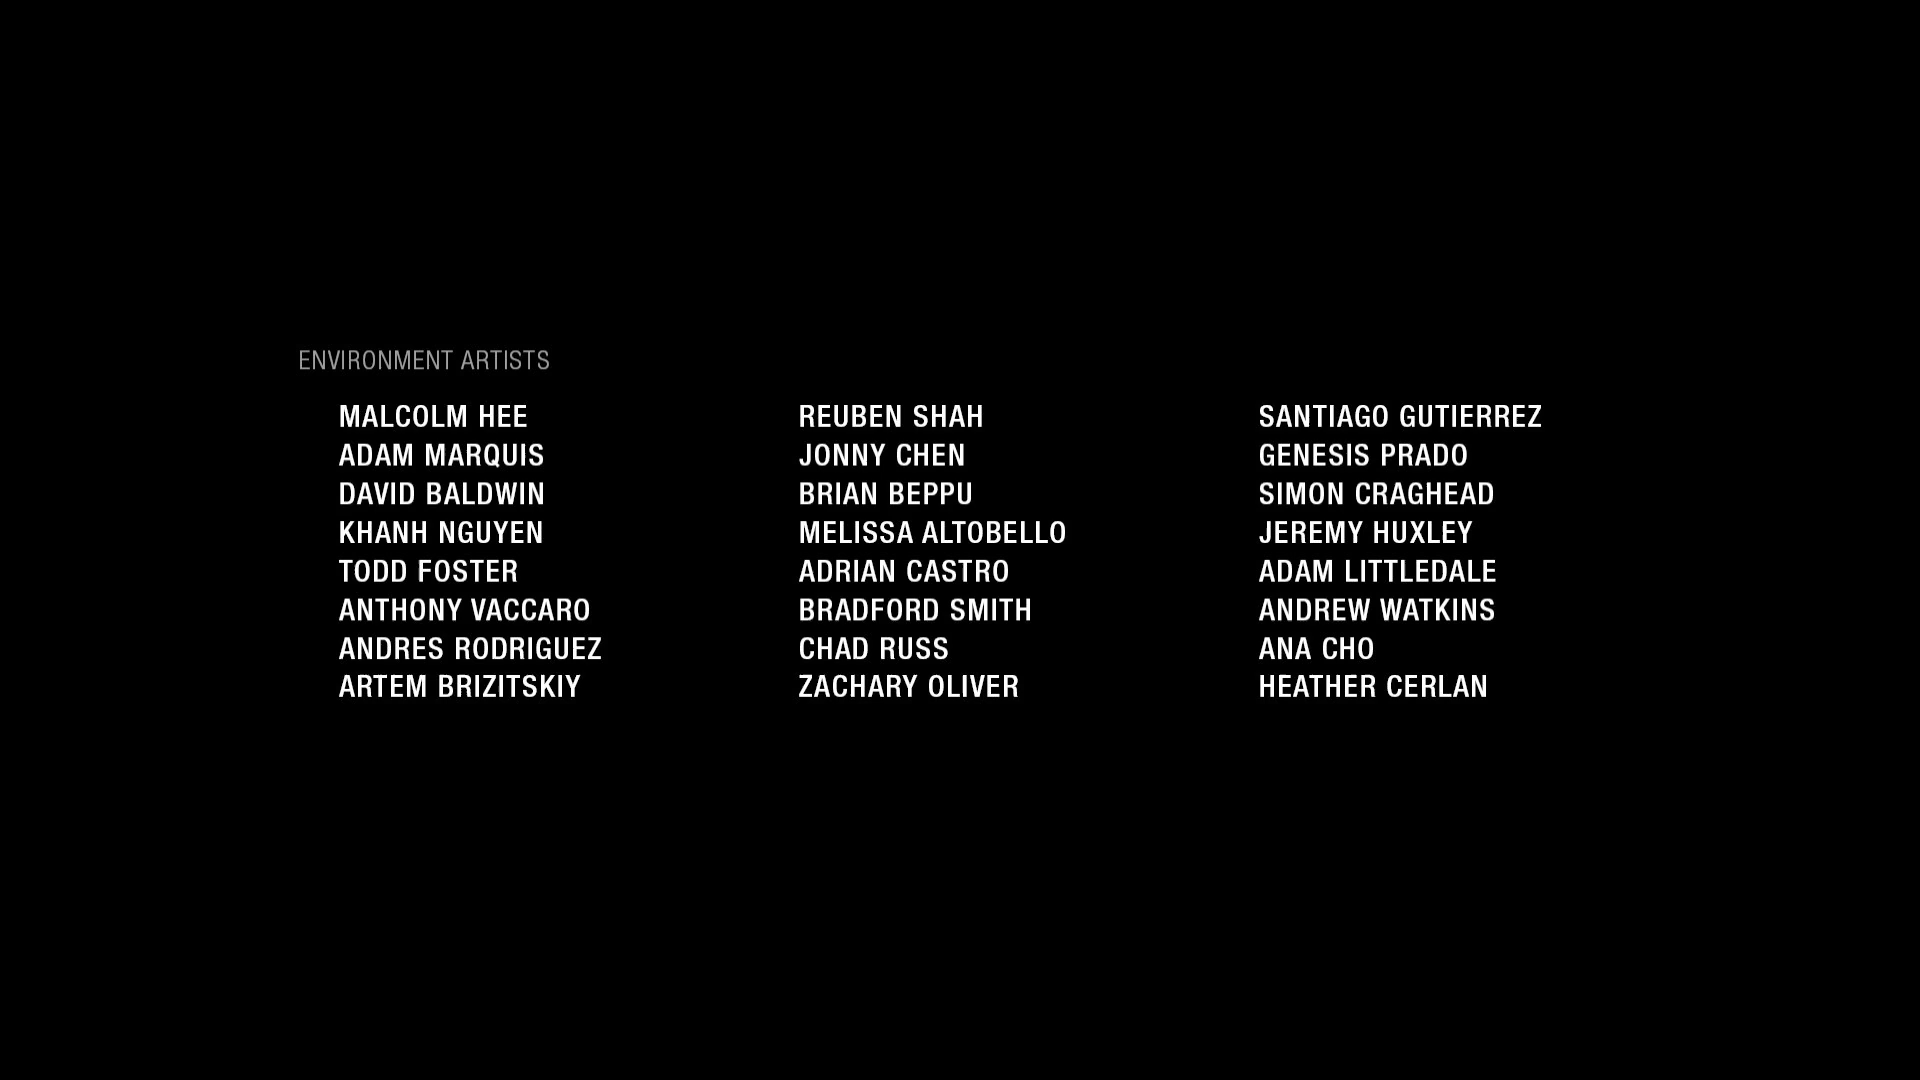 ENVIRONMENT ARTISTS
MALCOLM HEE
ADAM MARQUIS
DAVID BALDWIN
KHANH NGUYEN
TODD FOSTER
ANTHONY VACCARO
ANDRES RODRIGUEZ
ARTEM BRIZITSKIY
REUBEN SHAH
JONNY CHEN
BRIAN BEPPU
MELISSA ALTOBELLO
ADRIAN CASTRO
BRADFORD SMITH
CHAD RUSS
ZACHARY OLIVER
SANTIAGO GUTIERREZ
GENESIS PRADO
SIMON CRAGHEAD
JEREMY HUXLEY
ADAM LITTLEDALE
ANDREW WATKINS
ANA CHO
HEATHER CERLAN